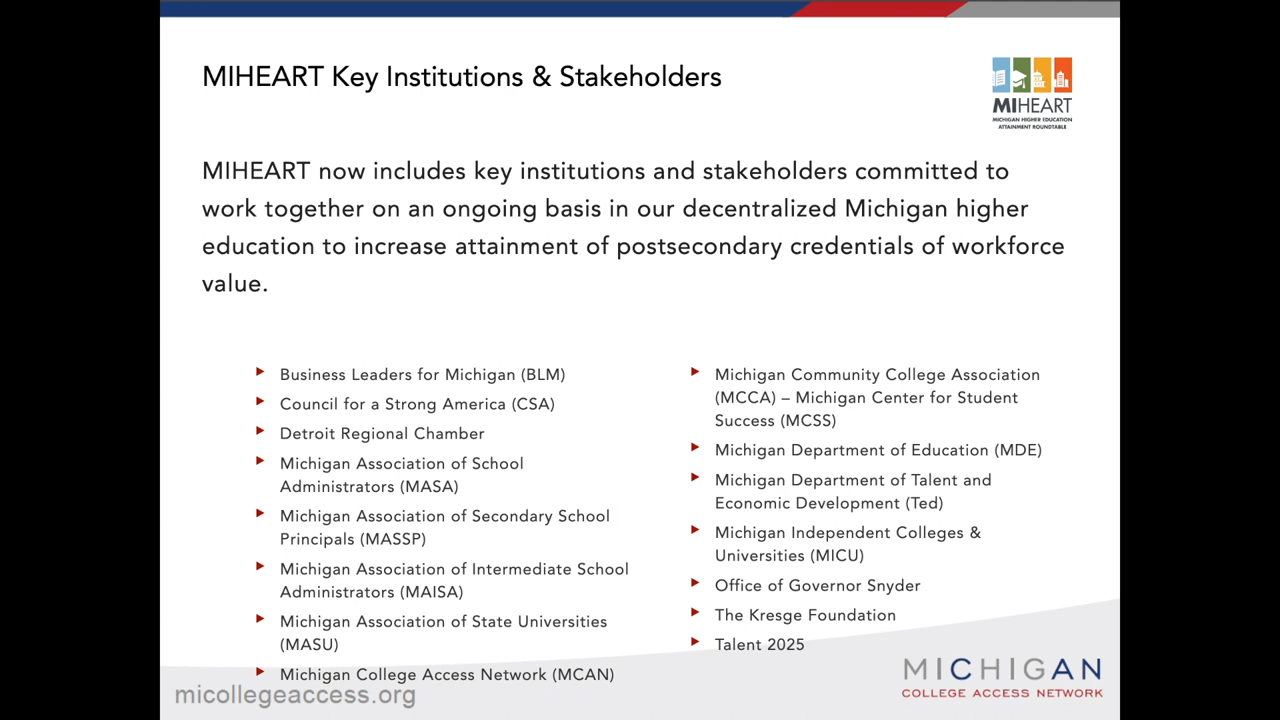 MIHEART Key Institutions & Stakeholders
MIHEART
MICHIGAN HIGHER EDUCATION
ATTAINMENT ROUNDTABLE
MIHEART now includes key institutions and stakeholders committed to
work together on an ongoing basis in our decentralized Michigan higher
education to increase attainment of postsecondary credentials of workforce
value.
Business Leaders for Michigan (BLM)
Council for a Strong America (CSA)
Detroit Regional Chamber
Michigan Association of School
Administrators (MASA)
Michigan Association of Secondary School
Principals (MASSP)
Michigan Association of Intermediate School
Administrators (MAISA)
Michigan Association of State Universities
(MASU)
Michigan College Access Network (MCAN)
Michigan Community College Association
(MCCA) – Michigan Center for Student
Success (MCSS)
Michigan Department of Education (MDE)
Michigan Department of Talent and
Economic Development (Ted)
Michigan Independent Colleges &
Universities (MICU)
Office of Governor Snyder
The Kresge Foundation
Talent 2025
micollegeaccess.org
MICHIGAN
COLLEGE ACCESS NETWORK